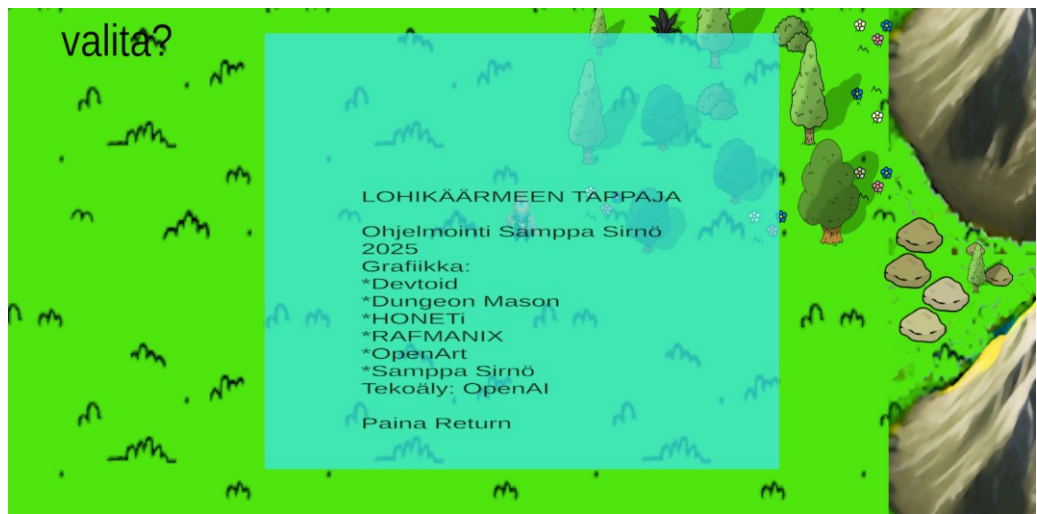 valita?
LOHIKÄÄRMEEN TAPPAJA
Ohjelmointi Samppa Sirnö
2025
Grafiikka:
*Devtoid
*Dungeon Mason
*HONETi
*RAFMANIX
*OpenArt
*Samppa Sirnö
Tekoäly: OpenAI
Paina Return